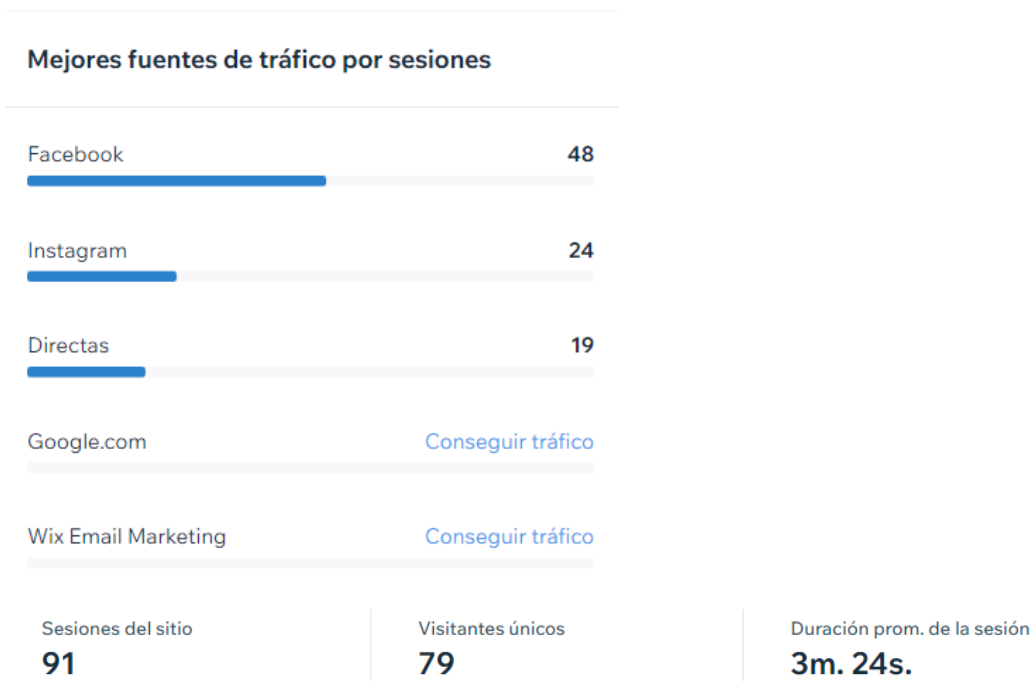 Mejores fuentes de tráfico por sesiones
Facebook 48
Instagram 24
Directas 19
Google.com Conseguir tráfico
Wix Email Marketing Conseguir tráfico
Sesiones del sitio Visitantes únicos Duración prom. de la sesión
91 79 3m. 24s.